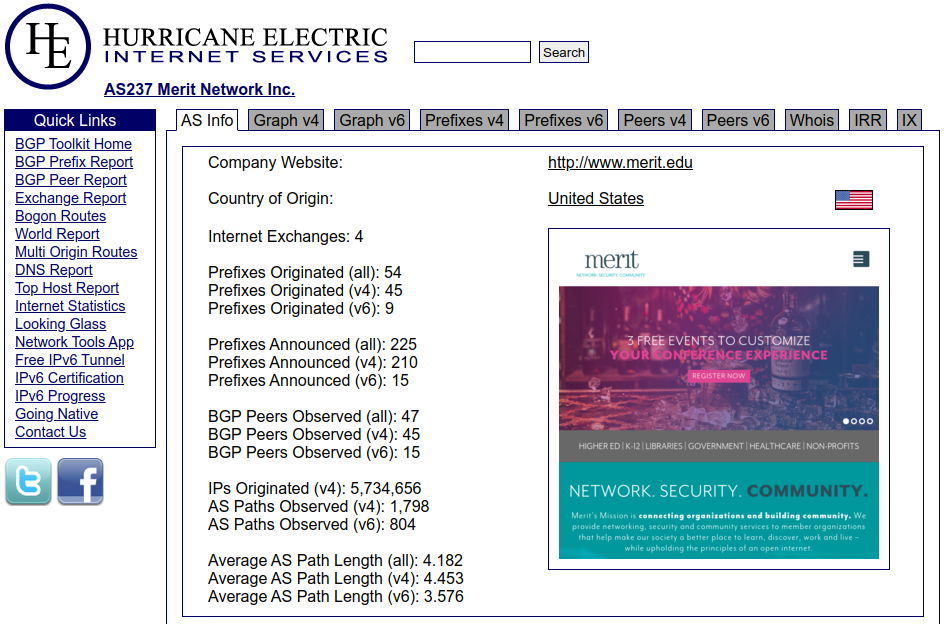 HE
HURRICANE ELECTRIC
INTERNET SERVICES
Search
AS237 Merit Network Inc.
Quick Links
BGP Toolkit Home
BGP Prefix Report
BGP Peer Report
Exchange Report
Bogon Routes
World Report
Multi Origin Routes
DNS Report
Top Host Report
Internet Statistics
Looking Glass
Network Tools App
Free IPv6 Tunnel
IPv6 Certification
IPv6 Progress
Going Native
Contact Us
AS Info Graph v4 Graph v6 Prefixes v4 Prefixes v6 Peers v4 Peers v6 Whois IRR IX
Company Website: http://www.merit.edu
Country of Origin: United States
Internet Exchanges: 4
Prefixes Originated (all): 54
Prefixes Originated (v4): 45
Prefixes Originated (v6): 9
Prefixes Announced (all): 225
Prefixes Announced (v4): 210
Prefixes Announced (v6): 15
BGP Peers Observed (all): 47
BGP Peers Observed (v4): 45
BGP Peers Observed (v6): 15
IPs Originated (v4): 5,734,656
AS Paths Observed (v4): 1,798
AS Paths Observed (v6): 804
Average AS Path Length (all): 4.182
Average AS Path Length (v4): 4.453
Average AS Path Length (v6): 3.576
merit
NETWORK. SECURITY. COMMUNITY.
3 FREE EVENTS TO CUSTOMIZE
YOUR CONFERENCE EXPERIENCE
REGISTER NOW
HIGHER ED | K-12 | LIBRARIES | GOVERNMENT | HEALTHCARE | NON-PROFITS
NETWORK. SECURITY. COMMUNITY.
Merit's Mission is connecting organizations and building community. We
provide networking, security and community services to member organizations
that help make our society a better place to learn, discover, work and live –
while upholding the principles of an open internet.